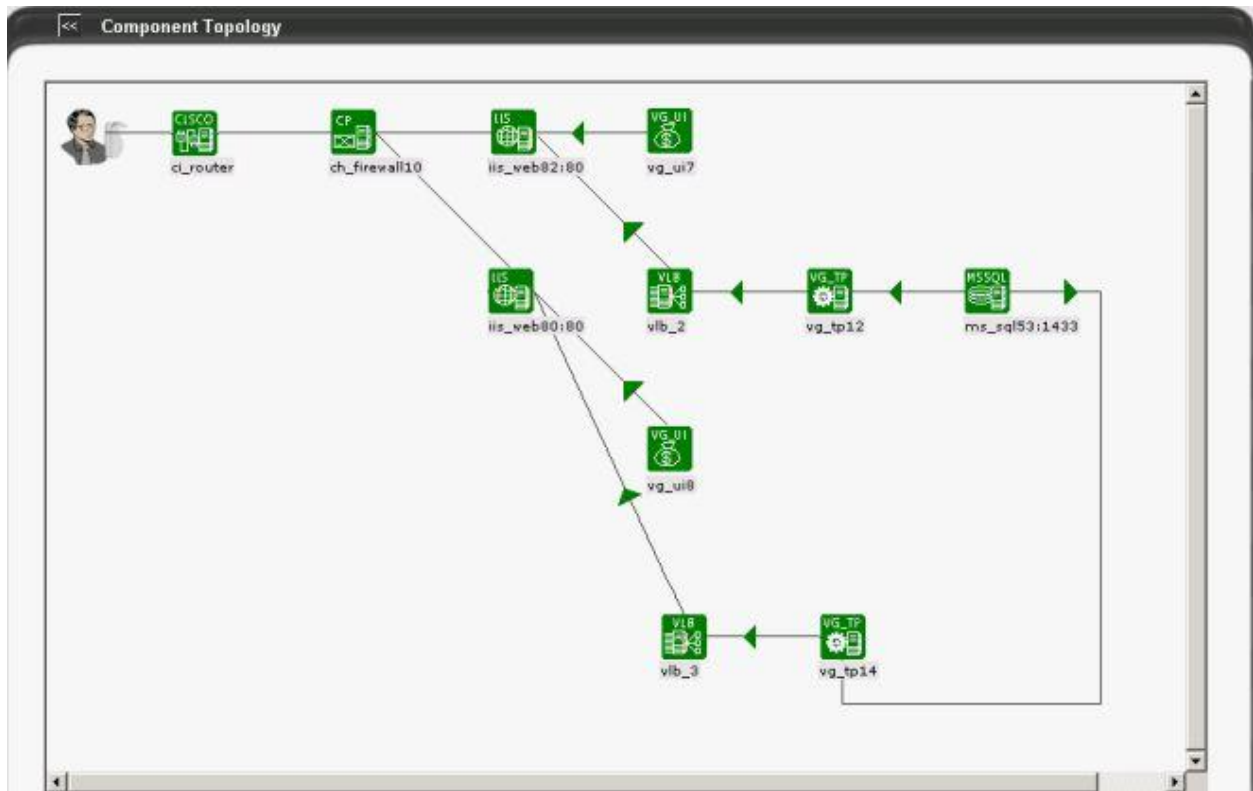 << Component Topology
CISCO
ci_router
CP
ch_firewall10
IIS
iis_web82:80
VG_UI
vg_ui7
IIS
iis_web80:80
VLB
vlb_2
VG_TP
vg_tp12
MSSQL
ms_sql53:1433
VG_UI
vg_ui8
VLB
vlb_3
VG_TP
vg_tp14